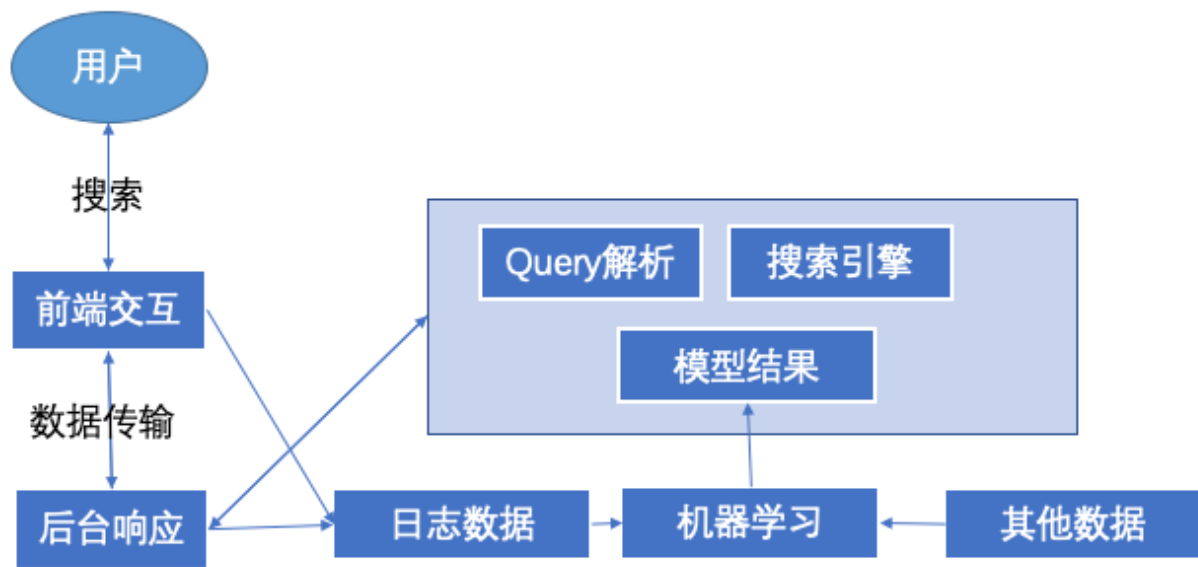 用户
搜索
前端交互
数据传输
后台响应
Query解析
搜索引擎
模型结果
日志数据
机器学习
其他数据